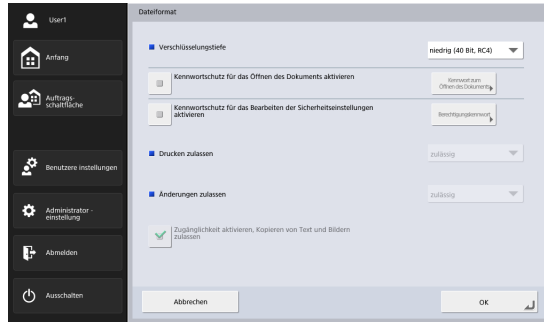 User1
Anfang
Auftrags-
schaltfläche
Benutzere instellungen
Administrator -
einstellung
Abmelden
Ausschalten
Dateiformat
Verschlüsselungstiefe
niedrig (40 Bit, RC4)
Kennwortschutz für das Öffnen des Dokuments aktivieren
Kennwort zum
Öffnen des Dokuments
Kennwortschutz für das Bearbeiten der Sicherheitseinstellungen
aktivieren
Berechtigungskennwort
Drucken zulassen
zulässig
Änderungen zulassen
zulässig
Zugänglichkeit aktivieren, Kopieren von Text und Bildern
zulassen
Abbrechen
OK